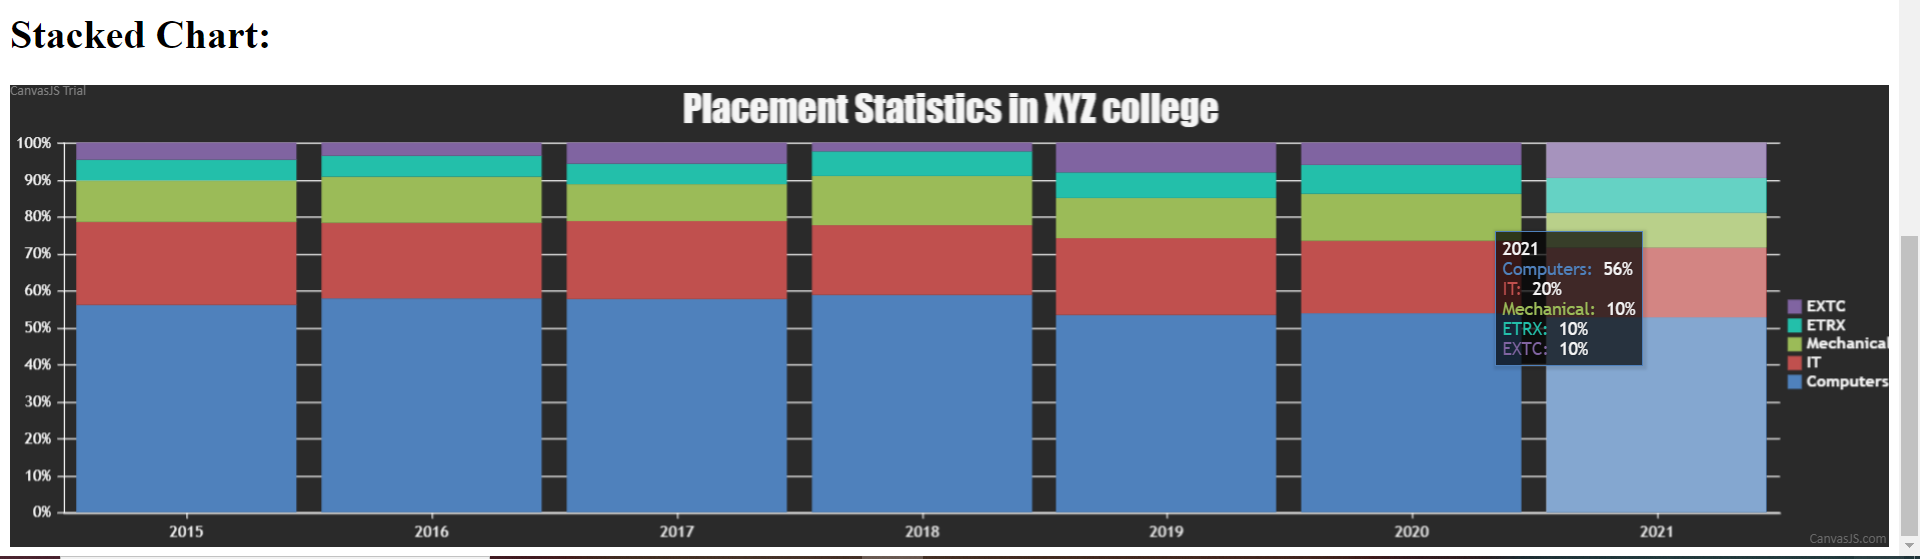 Stacked Chart:
CanvasJS Trial
Placement Statistics in XYZ college
100%
90%
80%
70%
60%
50%
40%
30%
20%
10%
0%
2021
Computers: 56%
IT: 20%
Mechanical: 10%
ETRX: 10%
EXTC: 10%
EXTC
ETRX
Mechanical
IT
Computers
2015 2016 2017 2018 2019 2020 2021
CanvasJS.com